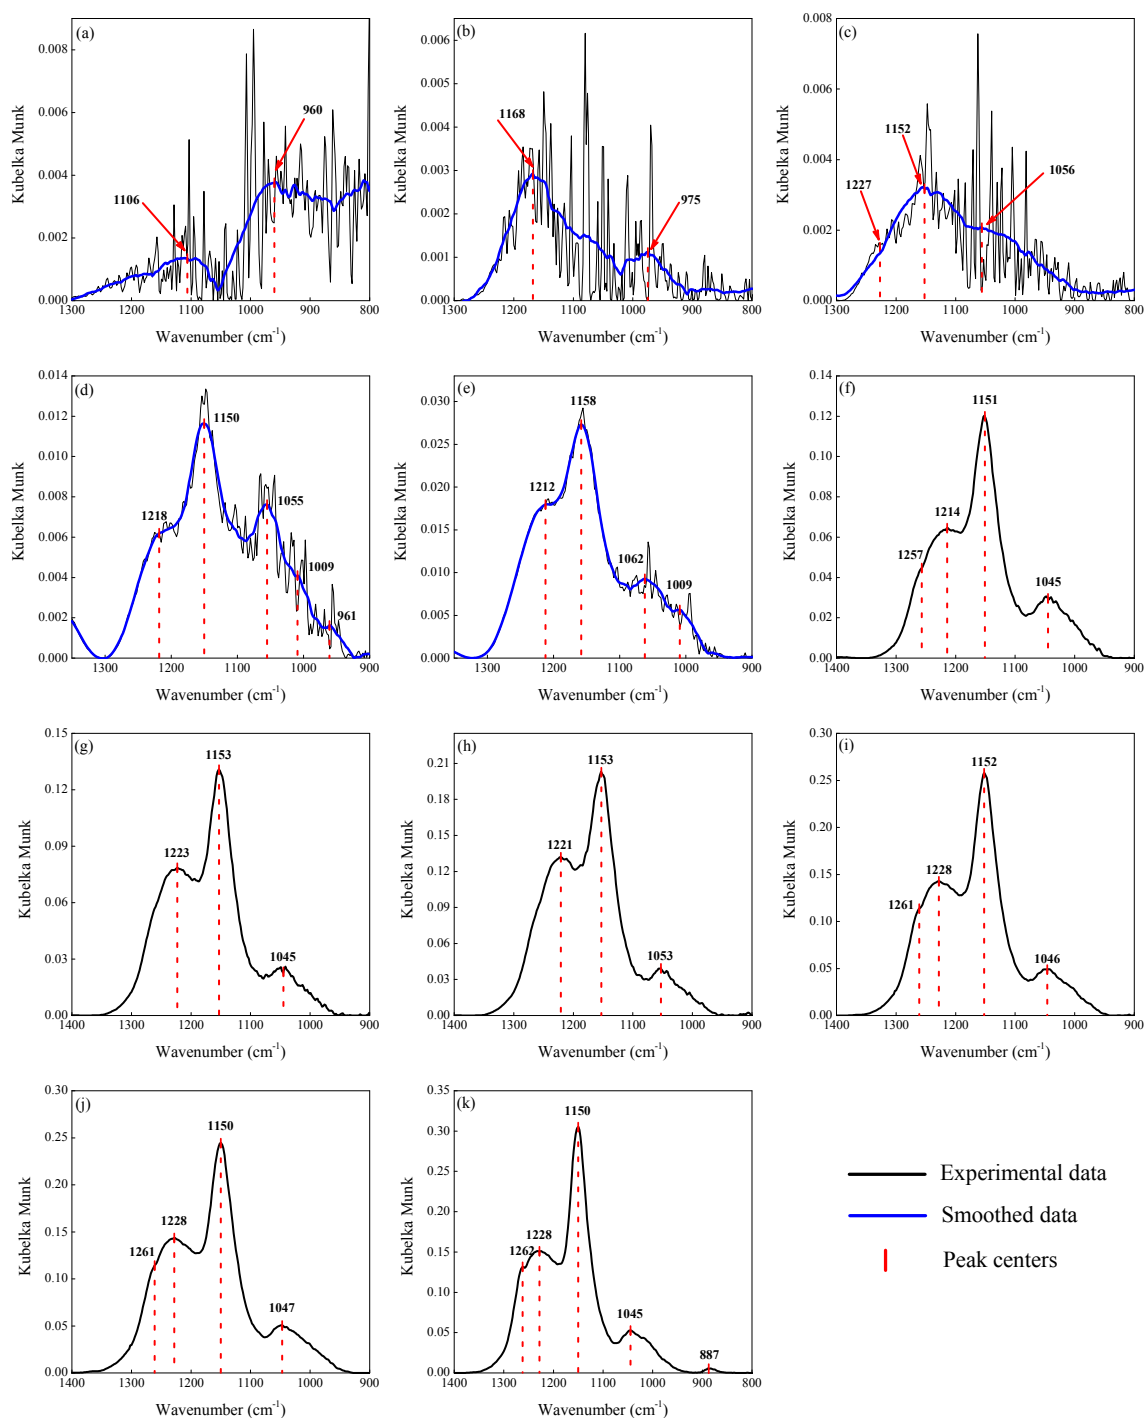 (a)
0.008
0.006
0.004
0.002
0.000
960
1106
1300 1200 1100 1000 900 800
Wavenumber (cm-1)
Kubelka Munk
(b)
0.006
0.005
0.004
0.003
0.002
0.001
0.000
1168
975
1300 1200 1100 1000 900 800
Wavenumber (cm-1)
Kubelka Munk
(c)
0.008
0.006
0.004
0.002
0.000
1152
1227
1056
1300 1200 1100 1000 900 800
Wavenumber (cm-1)
Kubelka Munk
(d)
0.014
0.012
0.010
0.008
0.006
0.004
0.002
0.000
1150
1218
1055
1009
961
1300 1200 1100 1000 900
Wavenumber (cm-1)
Kubelka Munk
(e)
0.030
0.025
0.020
0.015
0.010
0.005
0.000
1158
1212
1062
1009
1300 1200 1100 1000 900
Wavenumber (cm-1)
Kubelka Munk
(f)
0.14
0.12
0.10
0.08
0.06
0.04
0.02
0.00
1151
1214
1257
1045
1400 1300 1200 1100 1000 900
Wavenumber (cm-1)
Kubelka Munk
(g)
0.15
0.12
0.09
0.06
0.03
0.00
1153
1223
1045
1400 1300 1200 1100 1000 900
Wavenumber (cm-1)
Kubelka Munk
(h)
0.21
0.18
0.15
0.12
0.09
0.06
0.03
0.00
1153
1221
1053
1400 1300 1200 1100 1000 900
Wavenumber (cm-1)
Kubelka Munk
(i)
0.30
0.25
0.20
0.15
0.10
0.05
0.00
1152
1228
1261
1046
1400 1300 1200 1100 1000 900
Wavenumber (cm-1)
Kubelka Munk
(j)
0.30
0.25
0.20
0.15
0.10
0.05
0.00
1150
1228
1261
1047
1400 1300 1200 1100 1000 900
Wavenumber (cm-1)
Kubelka Munk
(k)
0.35
0.30
0.25
0.20
0.15
0.10
0.05
0.00
1150
1228
1262
1045
887
1400 1300 1200 1100 1000 900 800
Wavenumber (cm-1)
Kubelka Munk
Experimental data
Smoothed data
Peak centers